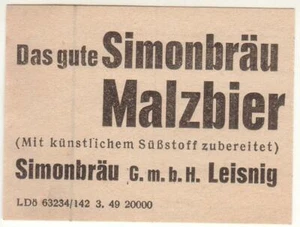 Das gute Simonbräu
Malzbier
(Mit künstlichem Süßstoff zubereitet)
Simonbräu G. m. b. H. Leisnig
LDö 63234/142 3. 49 20000